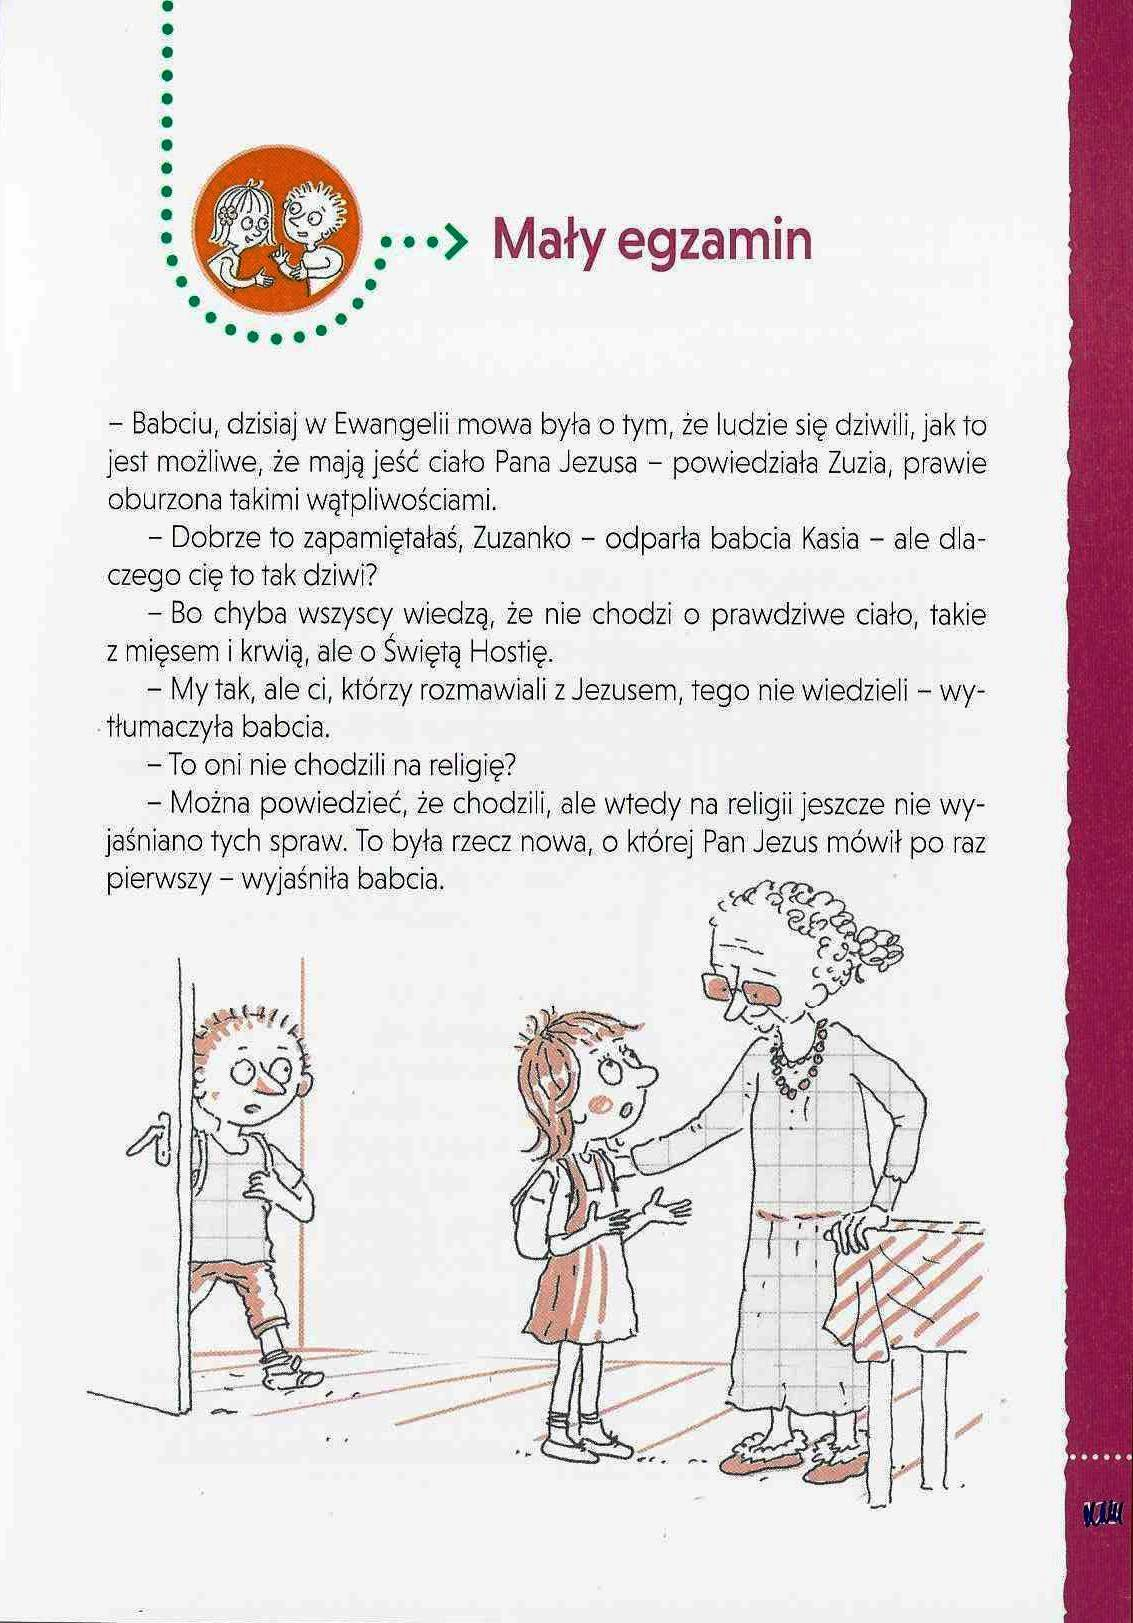 Mały egzamin
– Babciu, dzisiaj w Ewangelii mowa była o tym, że ludzie się dziwili, jak to
jest możliwe, że mają jeść ciało Pana Jezusa – powiedziała Zuzia, prawie
oburzona takimi wątpliwościami.
– Dobrze to zapamiętałaś, Zuzanko – odparła babcia Kasia – ale dla-
czego cię to tak dziwi?
– Bo chyba wszyscy wiedzą, że nie chodzi o prawdziwe ciało, takie
z mięsem i krwią, ale o Świętą Hostię.
– My tak, ale ci, którzy rozmawiali z Jezusem, tego nie wiedzieli – wy-
tłumaczyła babcia.
– To oni nie chodzili na religię?
– Można powiedzieć, że chodzili, ale wtedy na religii jeszcze nie wy-
jaśniano tych spraw. To była rzecz nowa, o której Pan Jezus mówił po raz
pierwszy – wyjaśniła babcia.